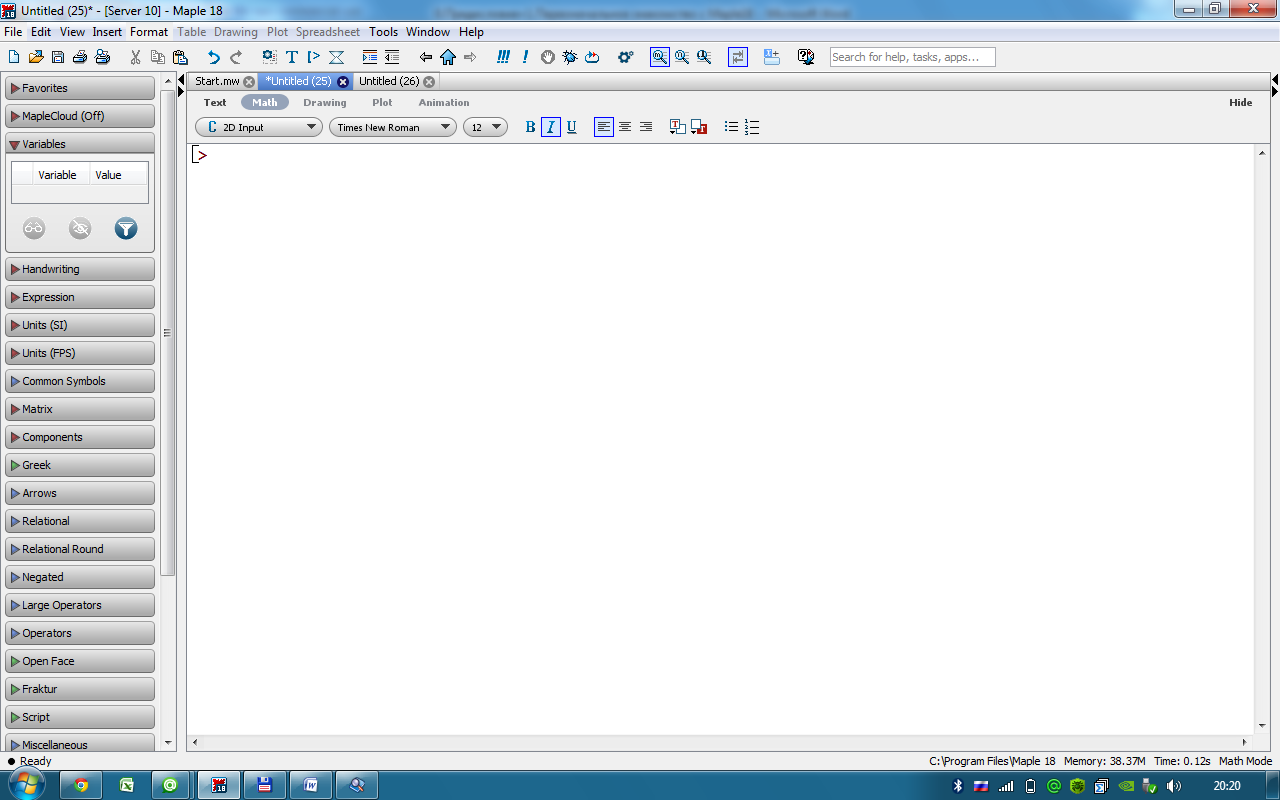 Untitled (25)* - [Server 10] - Maple 18
File Edit View Insert Format Table Drawing Plot Spreadsheet Tools Window Help
Search for help, tasks, apps...
Start.mw *Untitled (25) Untitled (26)
Text Math Drawing Plot Animation Hide
C 2D Input Times New Roman 12 B I U
>
Favorites
MapleCloud (Off)
Variables
Variable Value
Handwriting
Expression
Units (SI)
Units (FPS)
Common Symbols
Matrix
Components
Greek
Arrows
Relational
Relational Round
Negated
Large Operators
Operators
Open Face
Fraktur
Script
Miscellaneous
Ready C:\Program Files\Maple 18 Memory: 38.37M Time: 0.12s Math Mode
20:20